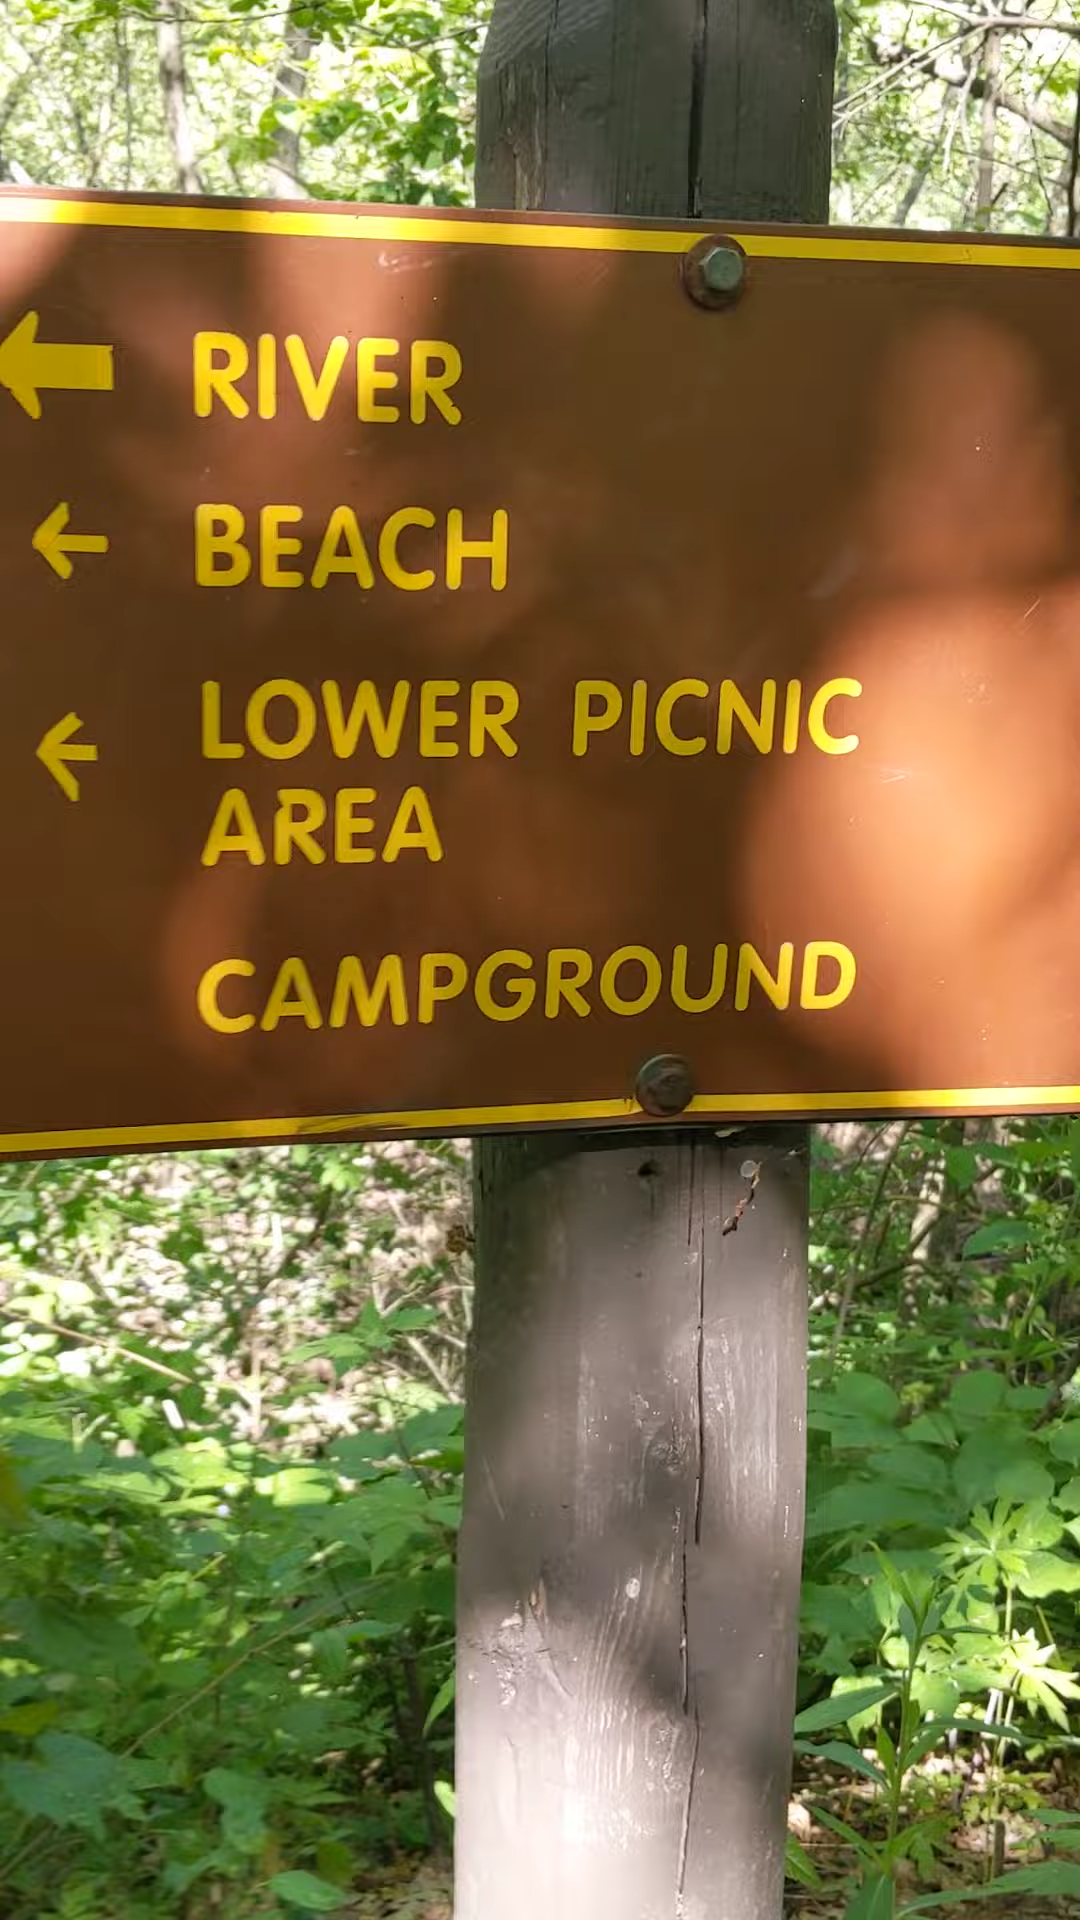 ← RIVER
← BEACH
← LOWER PICNIC
AREA
CAMPGROUND